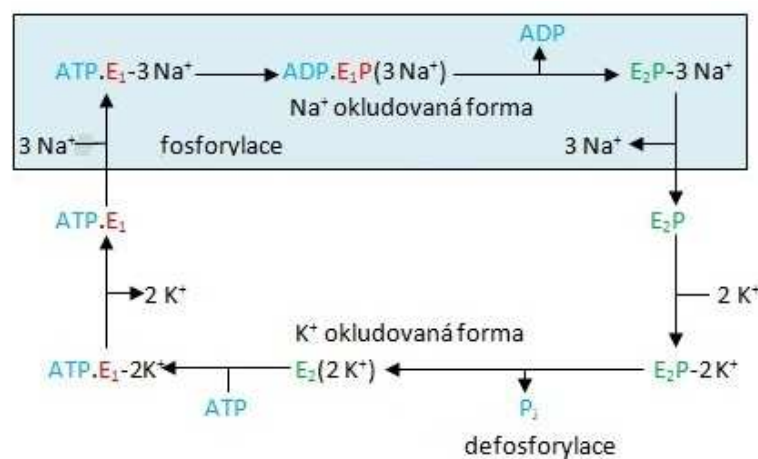 ADP
ATP.E₁-3 Na⁺ ADP.E₁P(3 Na⁺) E₂P-3 Na⁺
Na⁺ okludovaná forma
3 Na⁺ fosforylace 3 Na⁺
ATP.E₁ E₂P
2 K⁺ 2 K⁺
K⁺ okludovaná forma
ATP.E₁-2K⁺ E₂(2 K⁺) E₂P-2K⁺
ATP Pᵢ
defosforylace